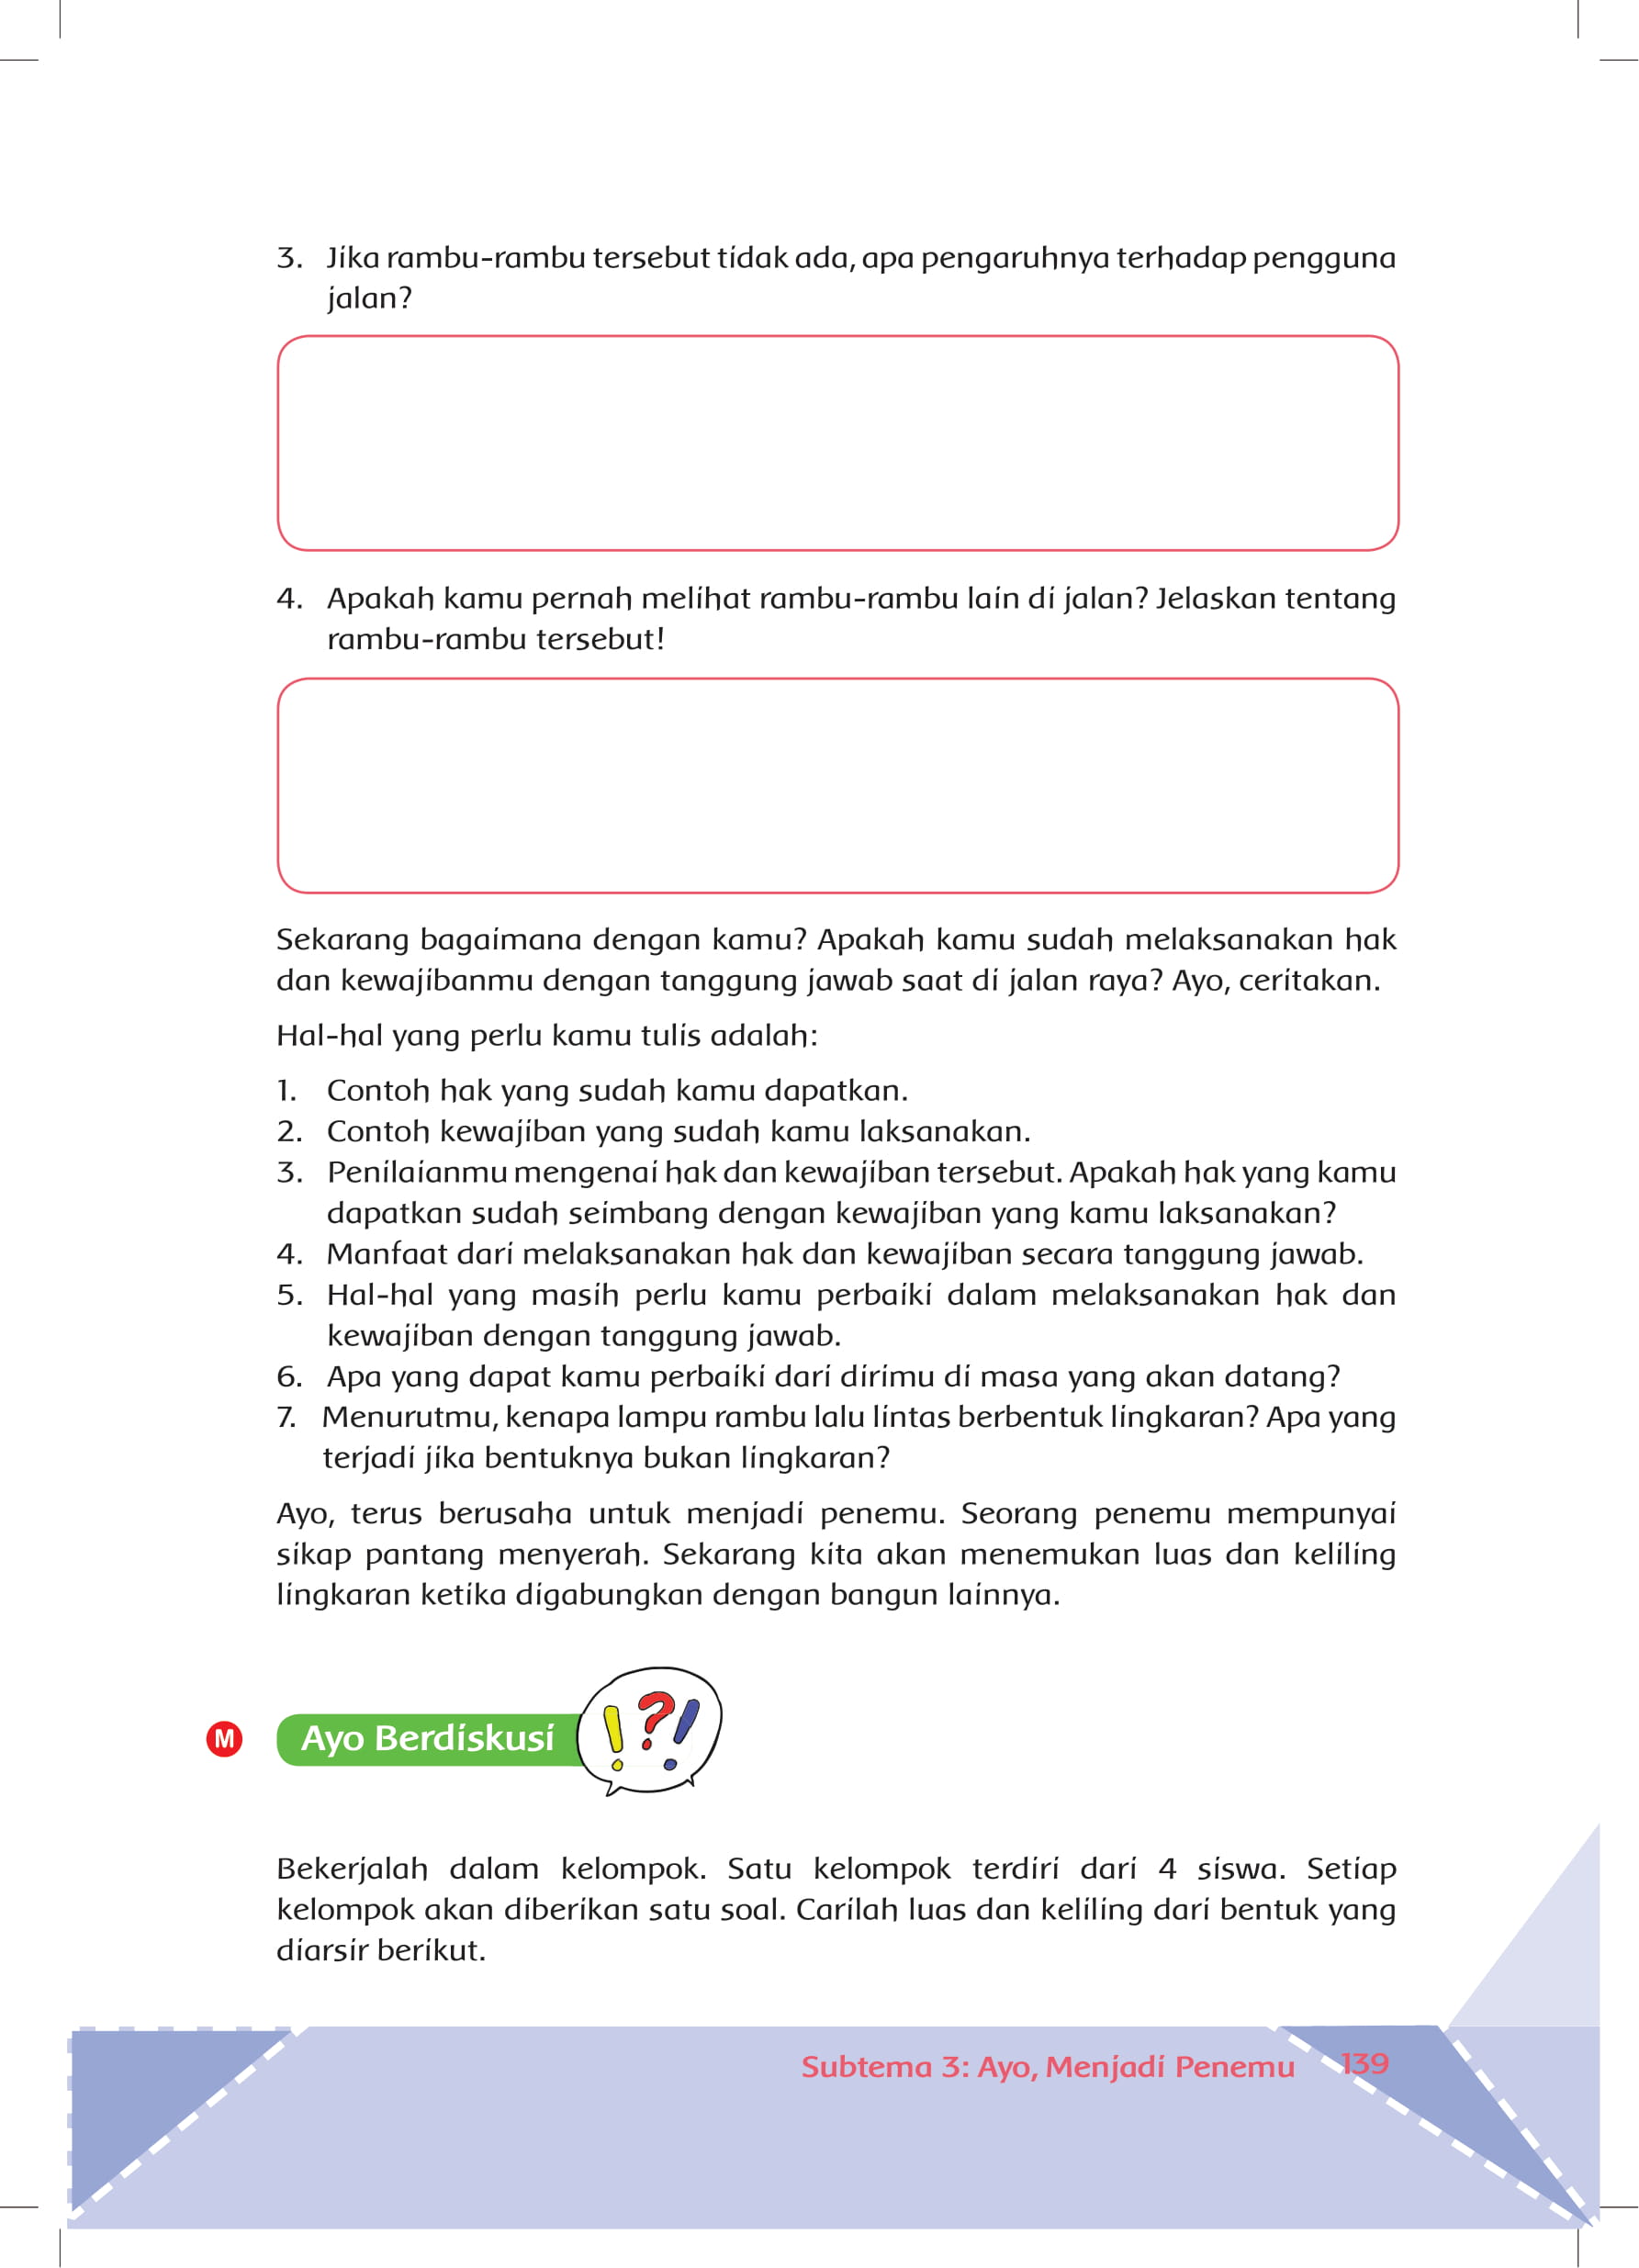 3. Jika rambu-rambu tersebut tidak ada, apa pengaruhnya terhadap pengguna
jalan?
4. Apakah kamu pernah melihat rambu-rambu lain di jalan? Jelaskan tentang
rambu-rambu tersebut!
Sekarang bagaimana dengan kamu? Apakah kamu sudah melaksanakan hak
dan kewajibanmu dengan tanggung jawab saat di jalan raya? Ayo, ceritakan.
Hal-hal yang perlu kamu tulis adalah:
1. Contoh hak yang sudah kamu dapatkan.
2. Contoh kewajiban yang sudah kamu laksanakan.
3. Penilaianmu mengenai hak dan kewajiban tersebut. Apakah hak yang kamu
dapatkan sudah seimbang dengan kewajiban yang kamu laksanakan?
4. Manfaat dari melaksanakan hak dan kewajiban secara tanggung jawab.
5. Hal-hal yang masih perlu kamu perbaiki dalam melaksanakan hak dan
kewajiban dengan tanggung jawab.
6. Apa yang dapat kamu perbaiki dari dirimu di masa yang akan datang?
7. Menurutmu, kenapa lampu rambu lalu lintas berbentuk lingkaran? Apa yang
terjadi jika bentuknya bukan lingkaran?
Ayo, terus berusaha untuk menjadi penemu. Seorang penemu mempunyai
sikap pantang menyerah. Sekarang kita akan menemukan luas dan keliling
lingkaran ketika digabungkan dengan bangun lainnya.
M Ayo Berdiskusi !?!
Bekerjalah dalam kelompok. Satu kelompok terdiri dari 4 siswa. Setiap
kelompok akan diberikan satu soal. Carilah luas dan keliling dari bentuk yang
diarsir berikut.
Subtema 3: Ayo, Menjadi Penemu 139